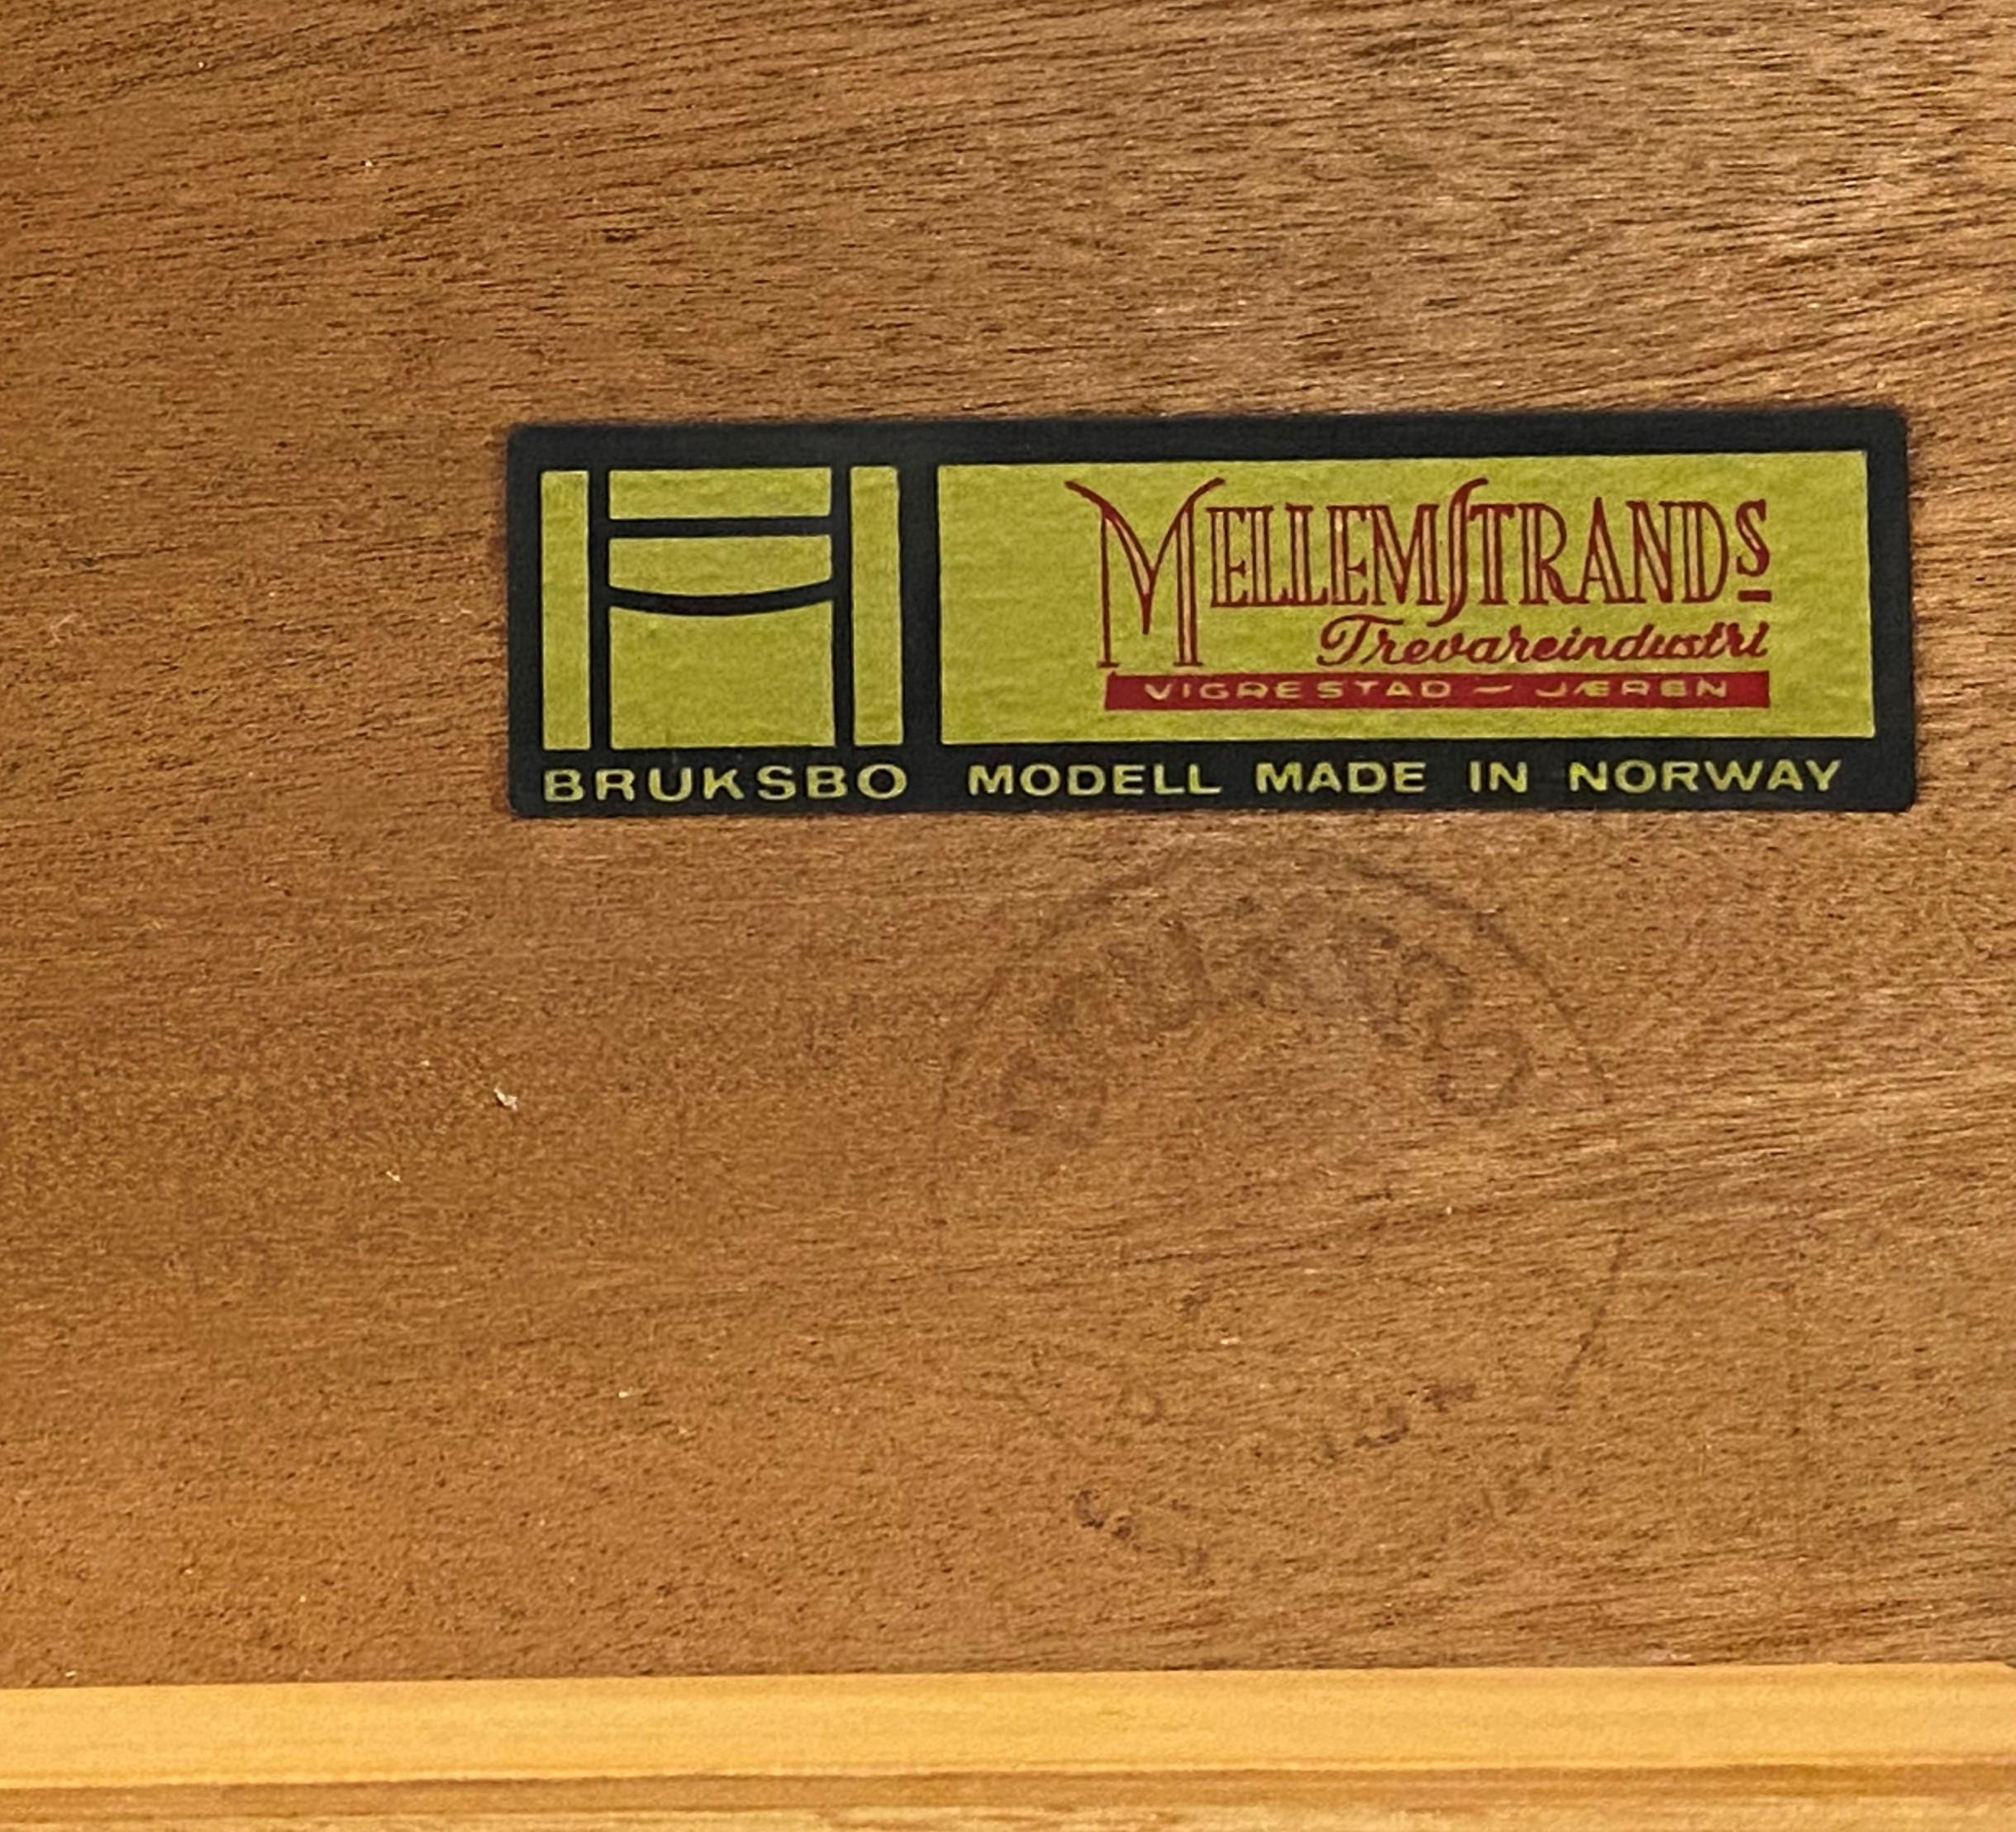 MELLEMSTRANDS
Trevareindustri
VIGRESTAD - JÆREN
BRUKSBO MODELL MADE IN NORWAY